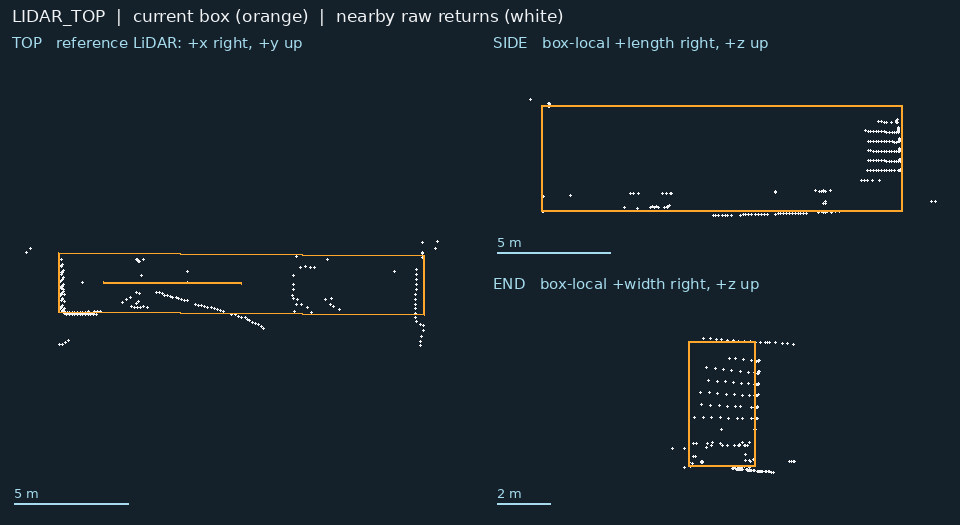 LIDAR_TOP | current box (orange) | nearby raw returns (white)
TOP reference LiDAR: +x right, +y up
SIDE box-local +length right, +z up
5 m
END box-local +width right, +z up
5 m
2 m